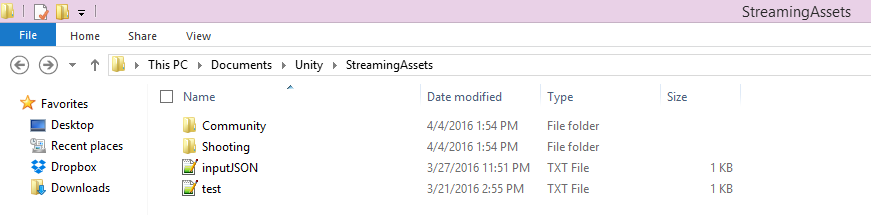 StreamingAssets
File Home Share View
This PC Documents Unity StreamingAssets
Name Date modified Type Size
Favorites
Desktop
Recent places
Dropbox
Downloads
Community 4/4/2016 1:54 PM File folder
Shooting 4/4/2016 1:54 PM File folder
inputJSON 3/27/2016 11:51 PM TXT File 1 KB
test 3/21/2016 2:55 PM TXT File 1 KB